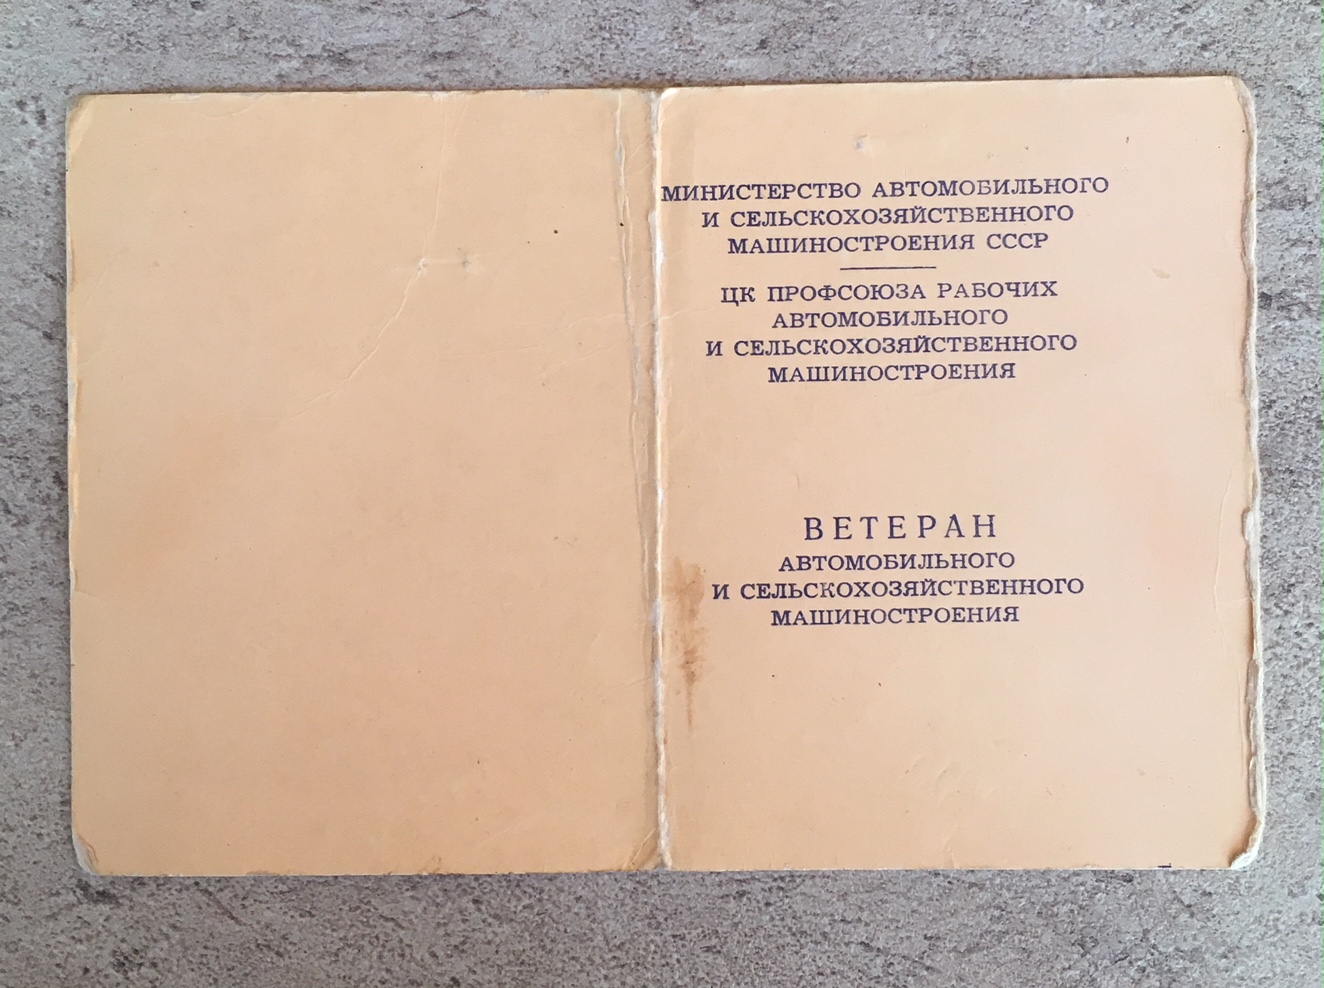 МИНИСТЕРСТВО АВТОМОБИЛЬНОГО
И СЕЛЬСКОХОЗЯЙСТВЕННОГО
МАШИНОСТРОЕНИЯ СССР
ЦК ПРОФСОЮЗА РАБОЧИХ
АВТОМОБИЛЬНОГО
И СЕЛЬСКОХОЗЯЙСТВЕННОГО
МАШИНОСТРОЕНИЯ
ВЕТЕРАН
АВТОМОБИЛЬНОГО
И СЕЛЬСКОХОЗЯЙСТВЕННОГО
МАШИНОСТРОЕНИЯ